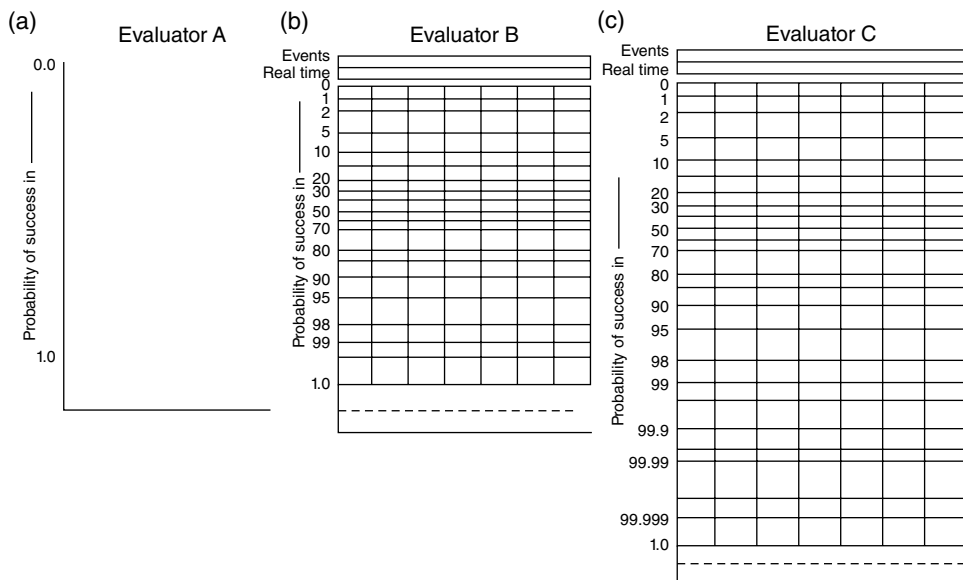 (a)
Evaluator A
0.0
Probability of success in
1.0
(b)
Evaluator B
Events
Real time
0
1
2
5
10
20
30
50
70
80
90
95
98
99
1.0
Probability of success in
(c)
Evaluator C
Events
Real time
0
1
2
5
10
20
30
50
70
80
90
95
98
99
99.9
99.99
99.999
1.0
Probability of success in